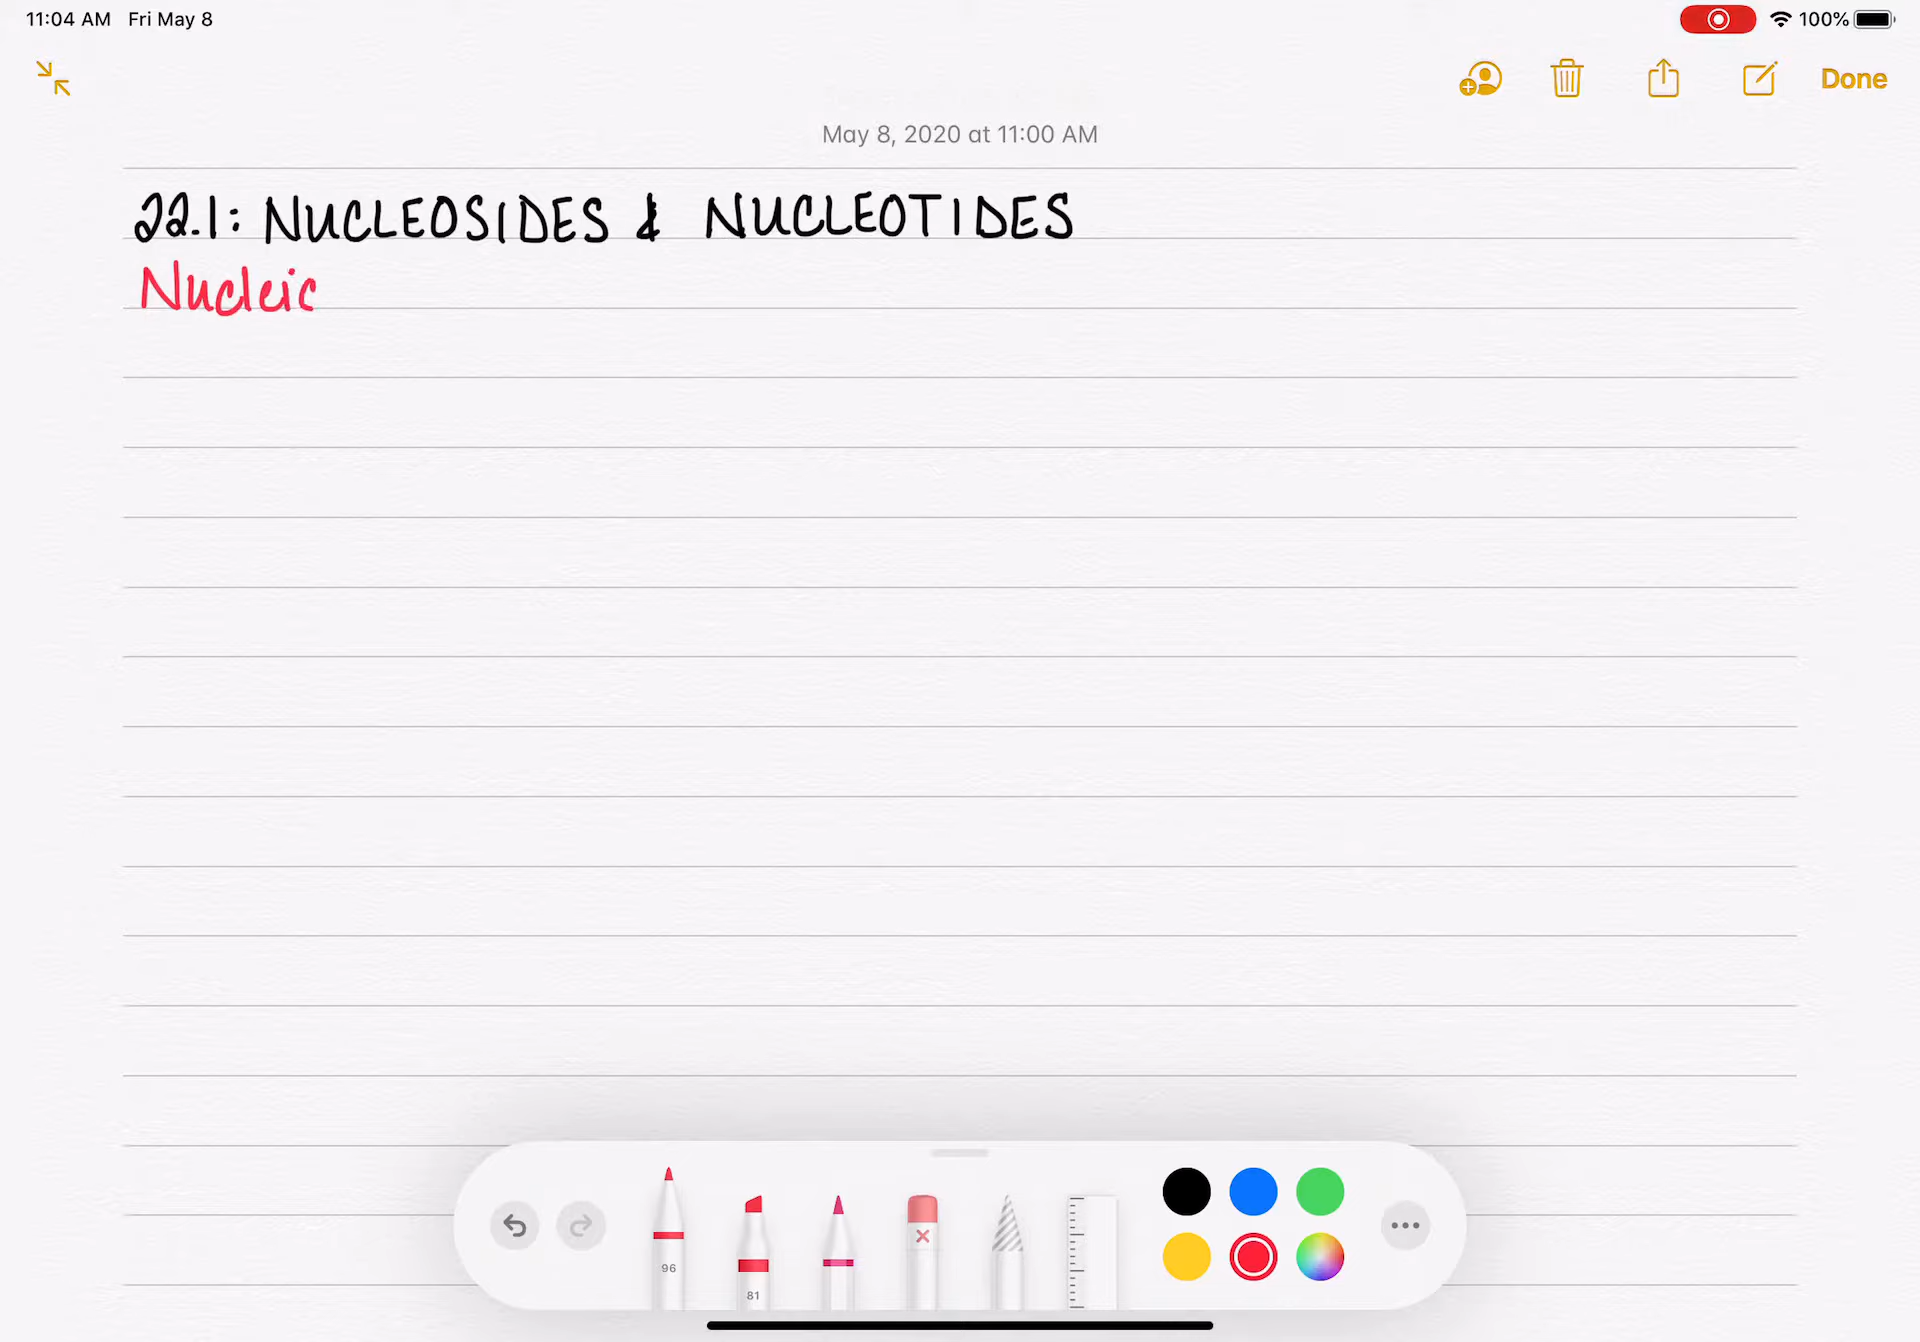 11:04 AM Fri May 8
100%
Done
May 8, 2020 at 11:00 AM
22.1: NUCLEOSIDES & NUCLEOTIDES
Nucleic
96
81